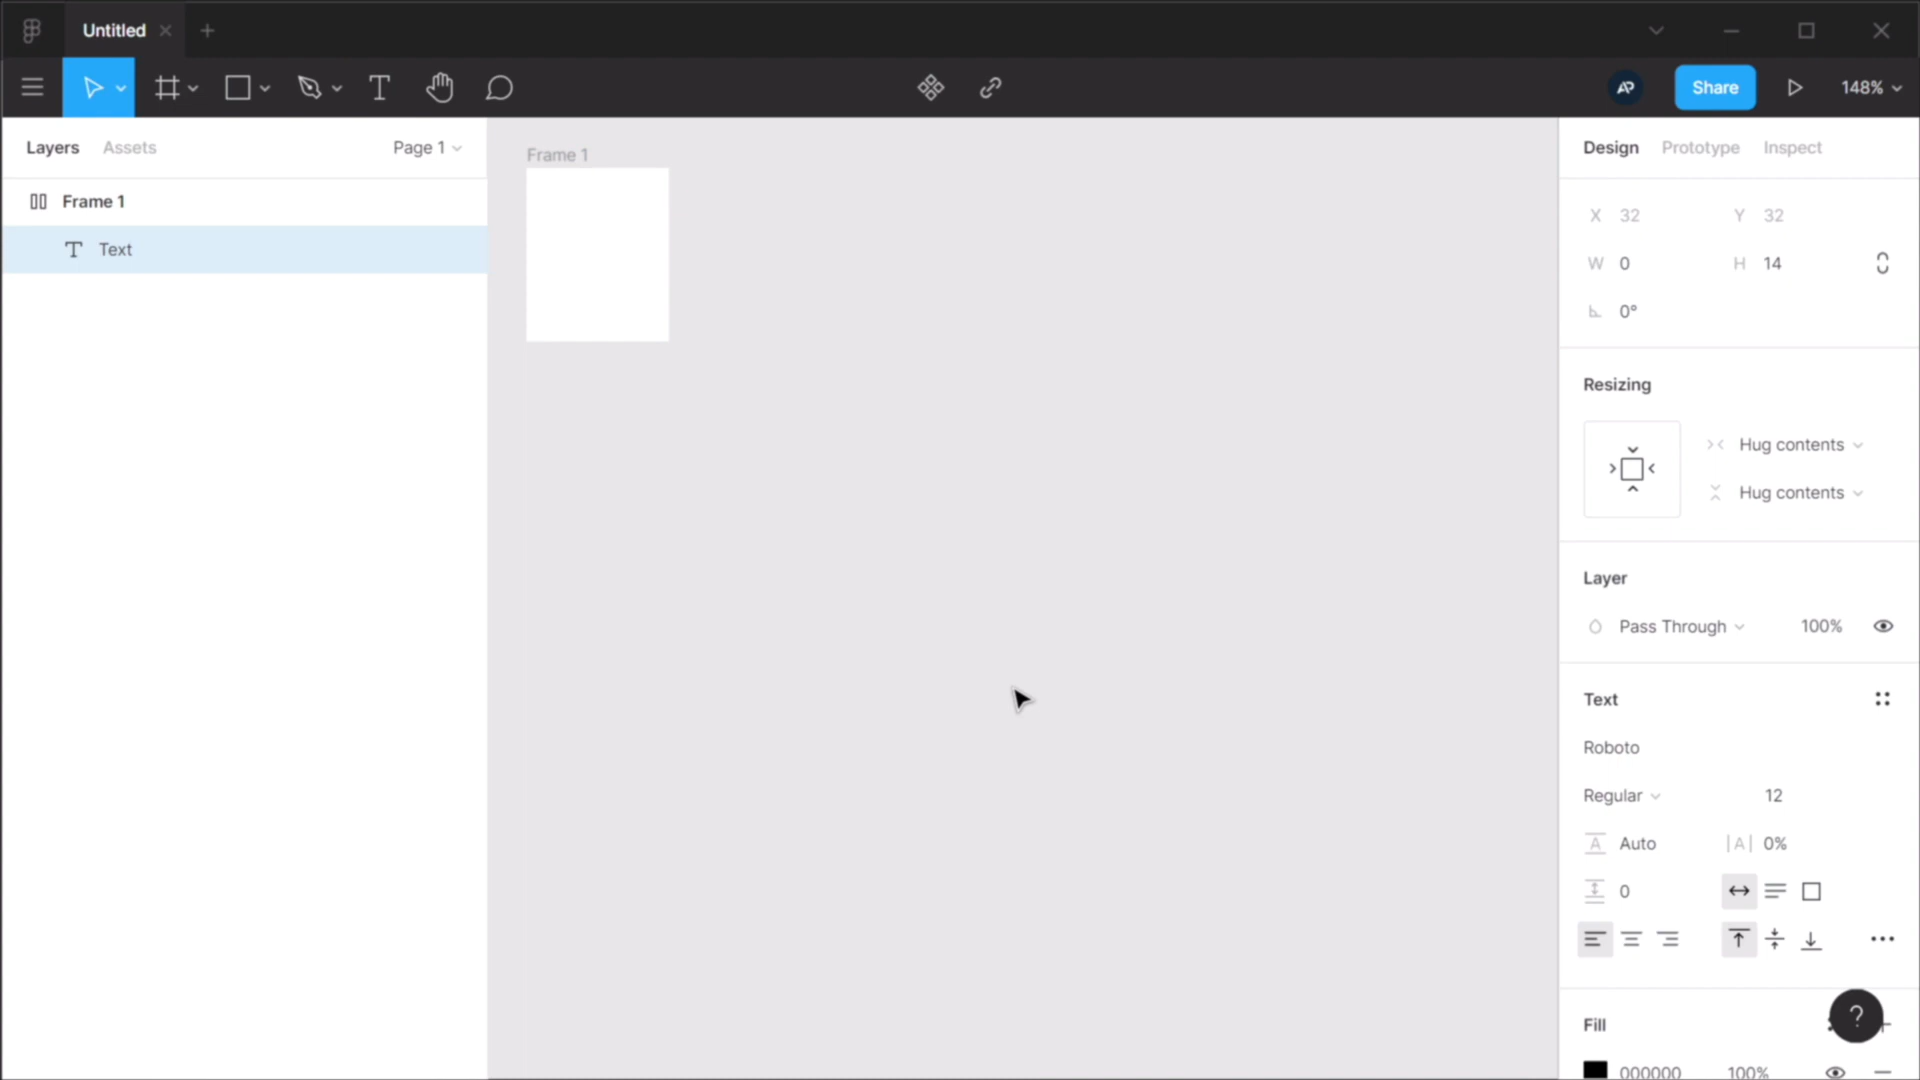 Untitled
AP
Share
148%
Layers
Assets
Page 1
Frame 1
Text
Frame 1
Design
Prototype
Inspect
X 32
Y 32
W 0
H 14
0°
Resizing
Hug contents
Hug contents
Layer
Pass Through
100%
Text
Roboto
Regular
12
A Auto
|A| 0%
0
Fill
?
000000
100%